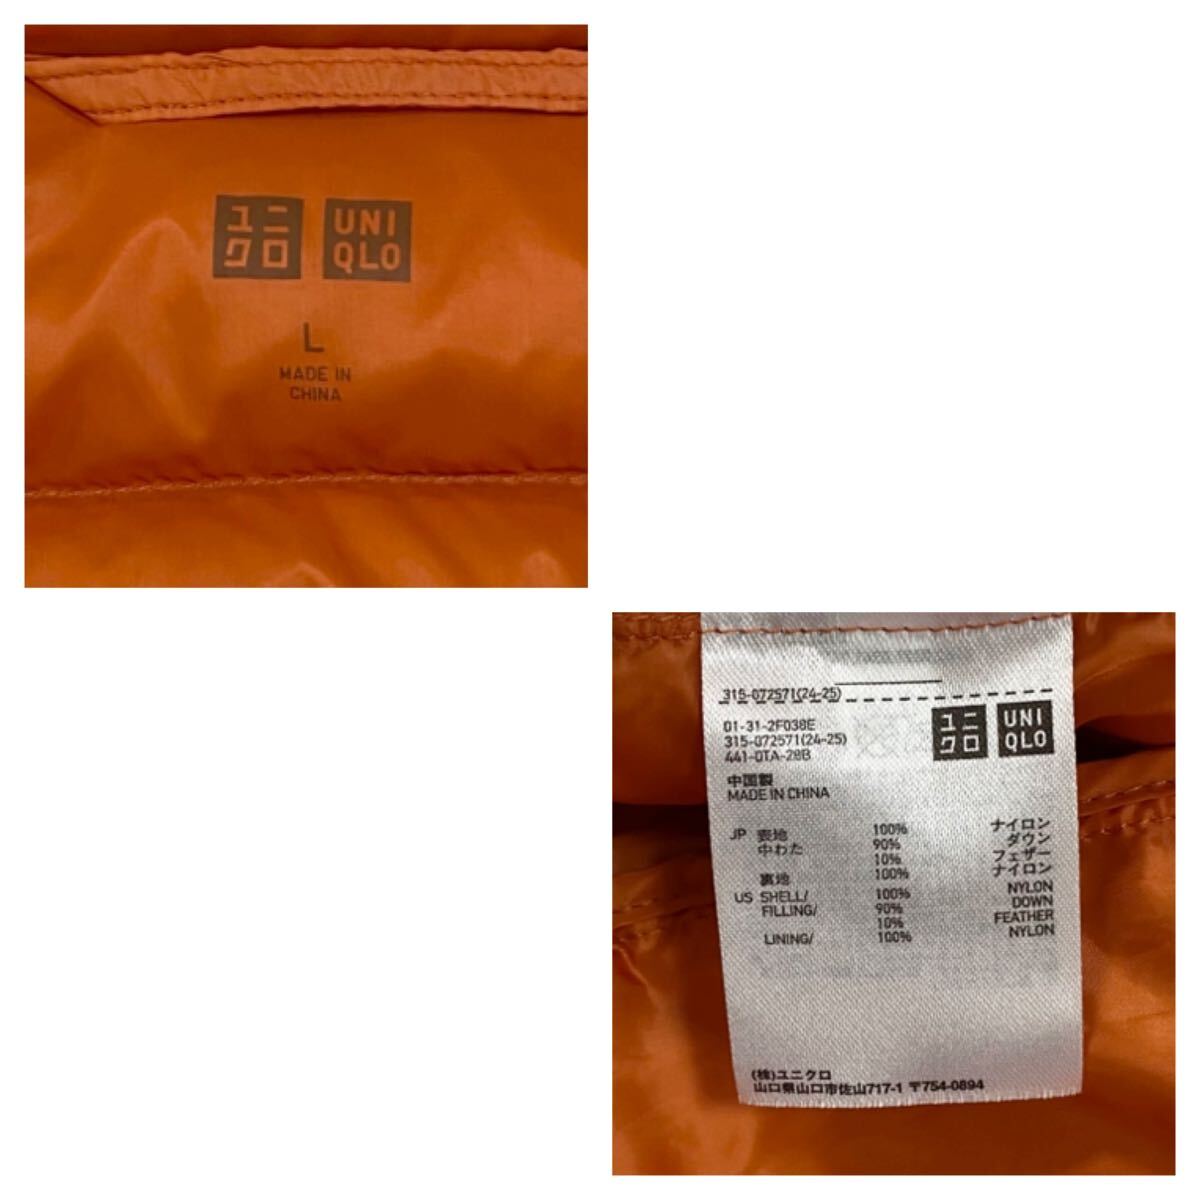 ユニ
クロ
UNI
QLO
L
MADE IN
CHINA
315-072571(24-25)
01-31-2F038E
315-072571(24-25)
441-0TA-28B
ユニ
クロ
UNI
QLO
中国製
MADE IN CHINA
JP 表地 100% ナイロン
中わた 90% ダウン
10% フェザー
裏地 100% ナイロン
US SHELL/ 100% NYLON
FILLING/ 90% DOWN
10% FEATHER
LINING/ 100% NYLON
(株)ユニクロ
山口県山口市佐山717-1 〒754-0894